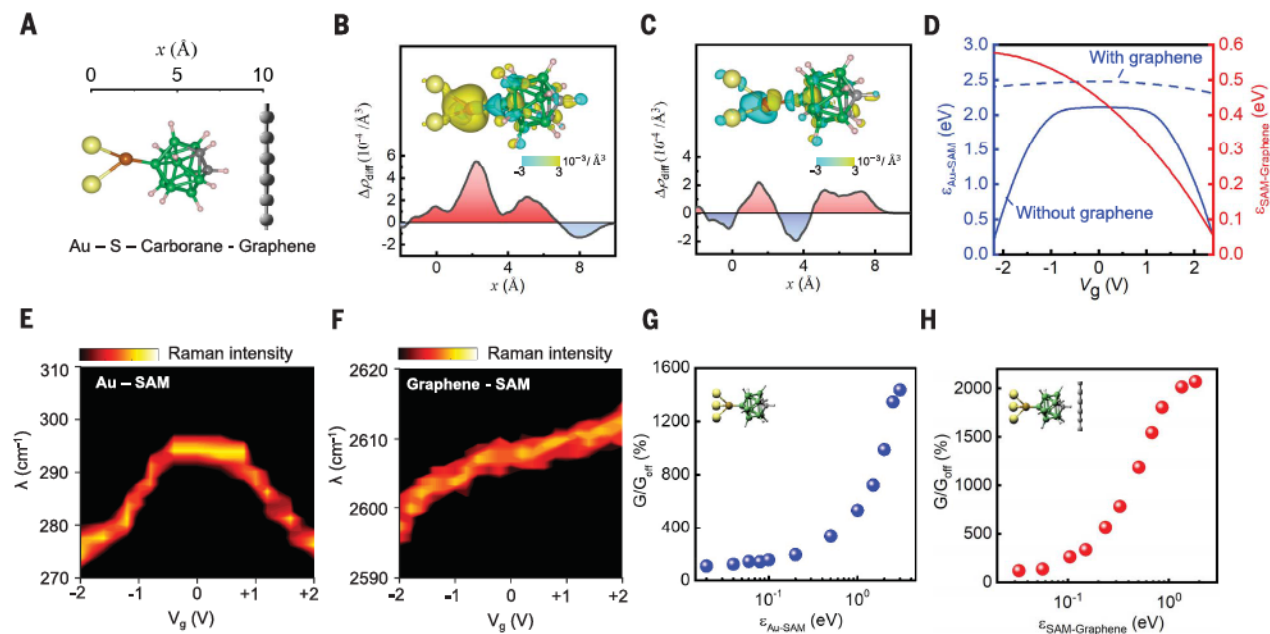 A
x (Å)
0 5 10
Au – S – Carborane - Graphene
B
Δρdiff (10⁻⁴/Å³)
6
4
2
0
-2
10⁻³/Å³
-3 3
0 4 8
x (Å)
C
Δρdiff (10⁻⁴/Å³)
4
2
0
-2
10⁻³/Å³
-3 3
0 4 8
x (Å)
D
εAu-SAM (eV)
3.0
2.5
2.0
1.5
1.0
0.5
0.0
With graphene
Without graphene
-2 -1 0 1 2
Vg (V)
0.6
0.5
0.4
0.3
0.2
0.1
0.0
εSAM-Graphene (eV)
E
Raman intensity
Au – SAM
λ (cm⁻¹)
310
300
290
280
270
-2 -1 0 +1 +2
Vg (V)
F
Raman intensity
Graphene - SAM
λ (cm⁻¹)
2620
2610
2600
2590
-2 -1 0 +1 +2
Vg (V)
G
G/Goff (%)
1600
1200
800
400
0
10⁻¹ 10⁰
εAu-SAM (eV)
H
G/Goff (%)
2000
1500
1000
500
0
10⁻¹ 10⁰
εSAM-Graphene (eV)